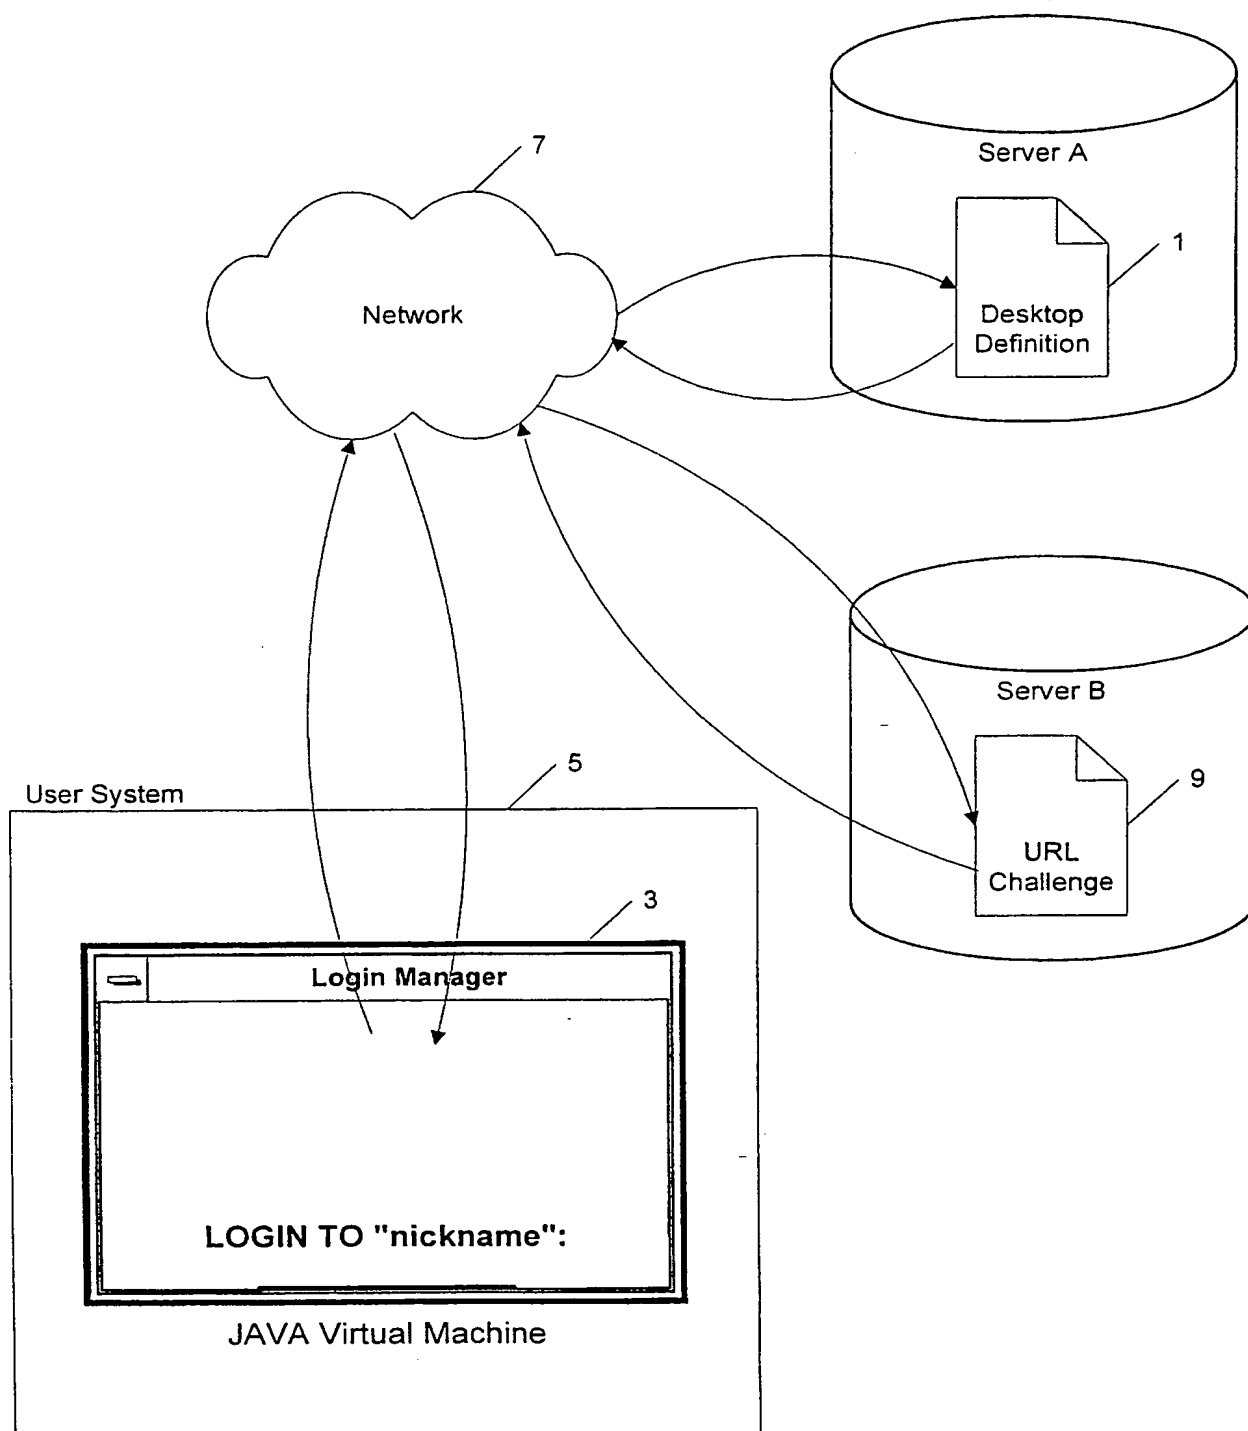 Server A
7
1
Network
Desktop
Definition
Server B
User System
5
9
URL
Challenge
3
Login Manager
LOGIN TO "nickname":
JAVA Virtual Machine